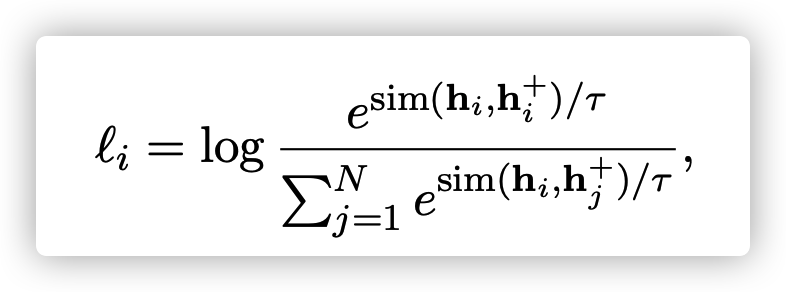 ℓ_i = log \frac{e^{sim(𝐡_i,𝐡_i^+)/τ}}{\sum_{j=1}^{N} e^{sim(𝐡_i,𝐡_j^+)/τ}},